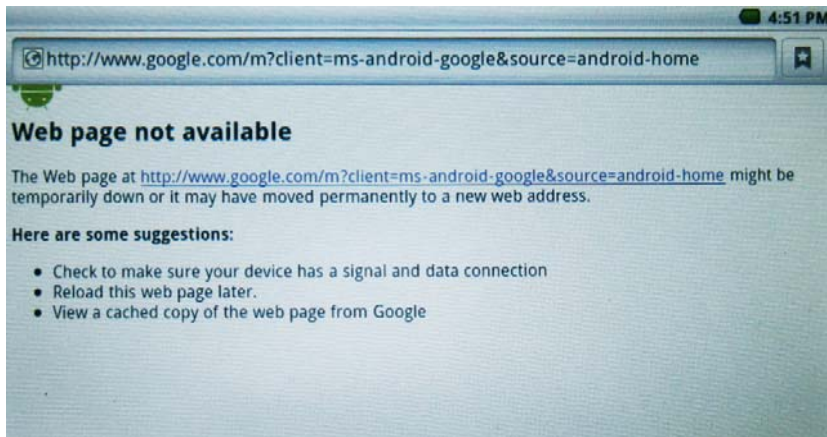 4:51 PM
http://www.google.com/m?client=ms-android-google&source=android-home
Web page not available
The Web page at http://www.google.com/m?client=ms-android-google&source=android-home might be
temporarily down or it may have moved permanently to a new web address.
Here are some suggestions:
• Check to make sure your device has a signal and data connection
• Reload this web page later.
• View a cached copy of the web page from Google